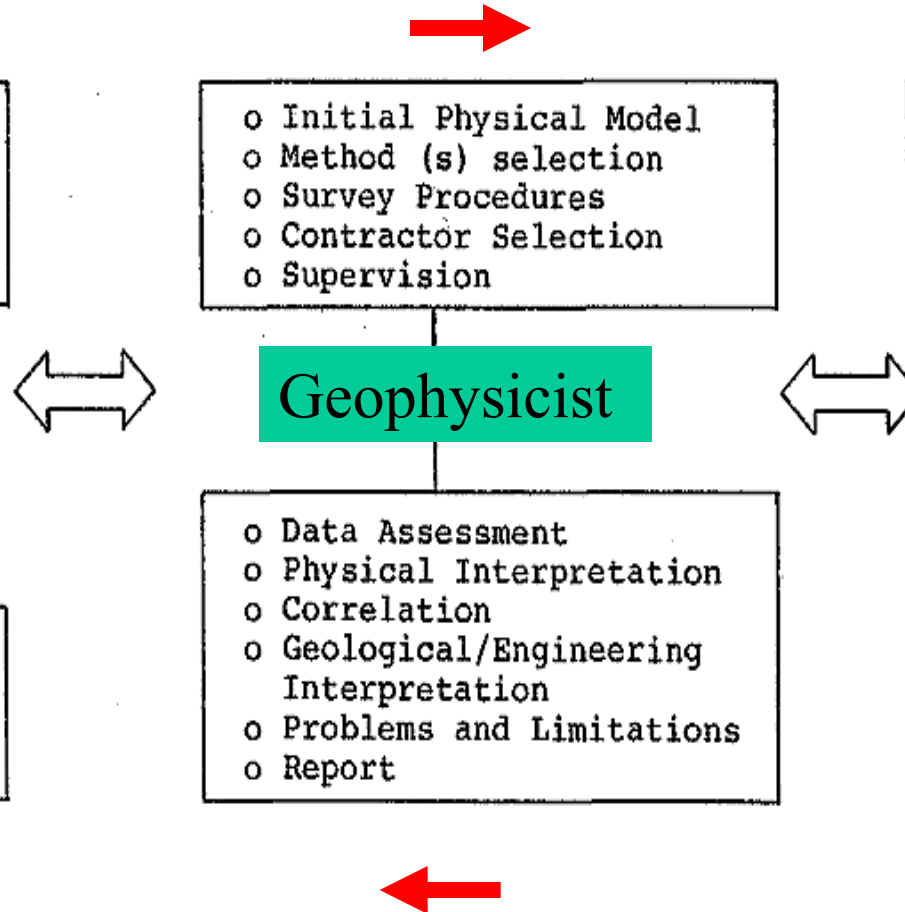 o Initial Physical Model
o Method (s) selection
o Survey Procedures
o Contractor Selection
o Supervision
Geophysicist
o Data Assessment
o Physical Interpretation
o Correlation
o Geological/Engineering
Interpretation
o Problems and Limitations
o Report